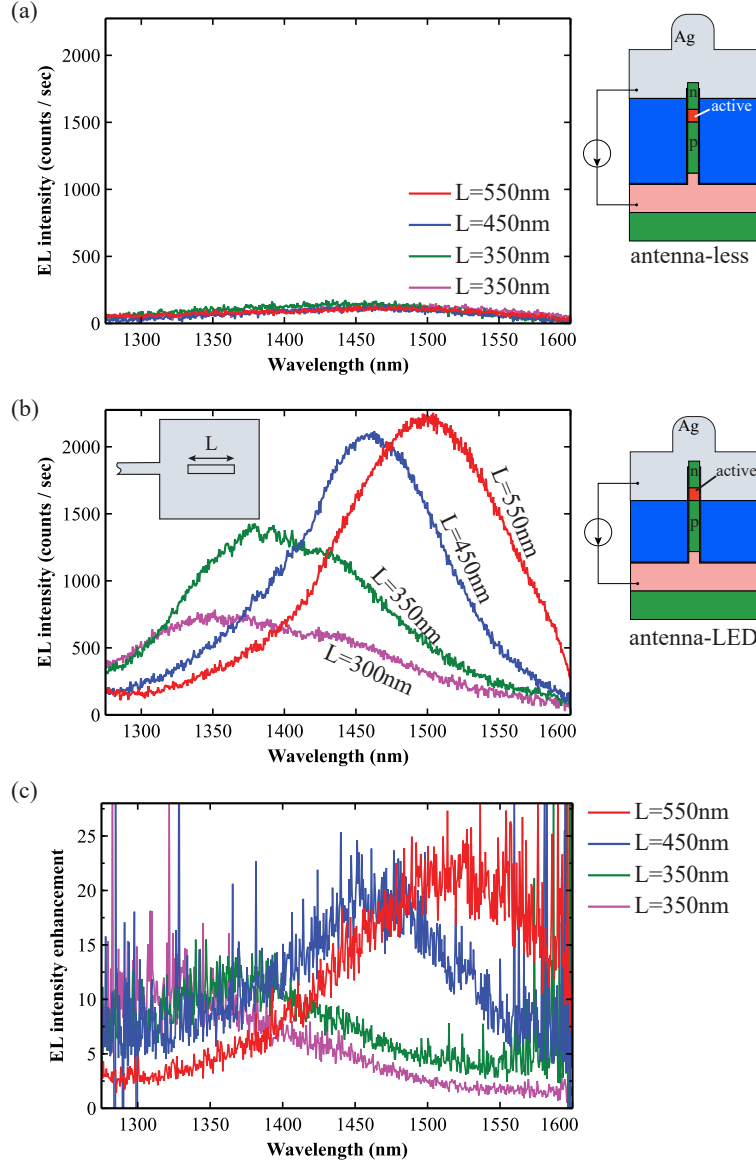 (a)
2000
1500
1000
500
0
EL intensity (counts / sec)
1300 1350 1400 1450 1500 1550 1600
Wavelength (nm)
L=550nm
L=450nm
L=350nm
L=350nm
Ag
n
active
p
antenna-less
(b)
2000
1500
1000
500
0
EL intensity (counts / sec)
1300 1350 1400 1450 1500 1550 1600
Wavelength (nm)
L
L=550nm
L=450nm
L=350nm
L=300nm
Ag
n
active
p
antenna-LED
(c)
25
20
15
10
5
0
EL intensity enhancement
1300 1350 1400 1450 1500 1550 1600
Wavelength (nm)
L=550nm
L=450nm
L=350nm
L=350nm